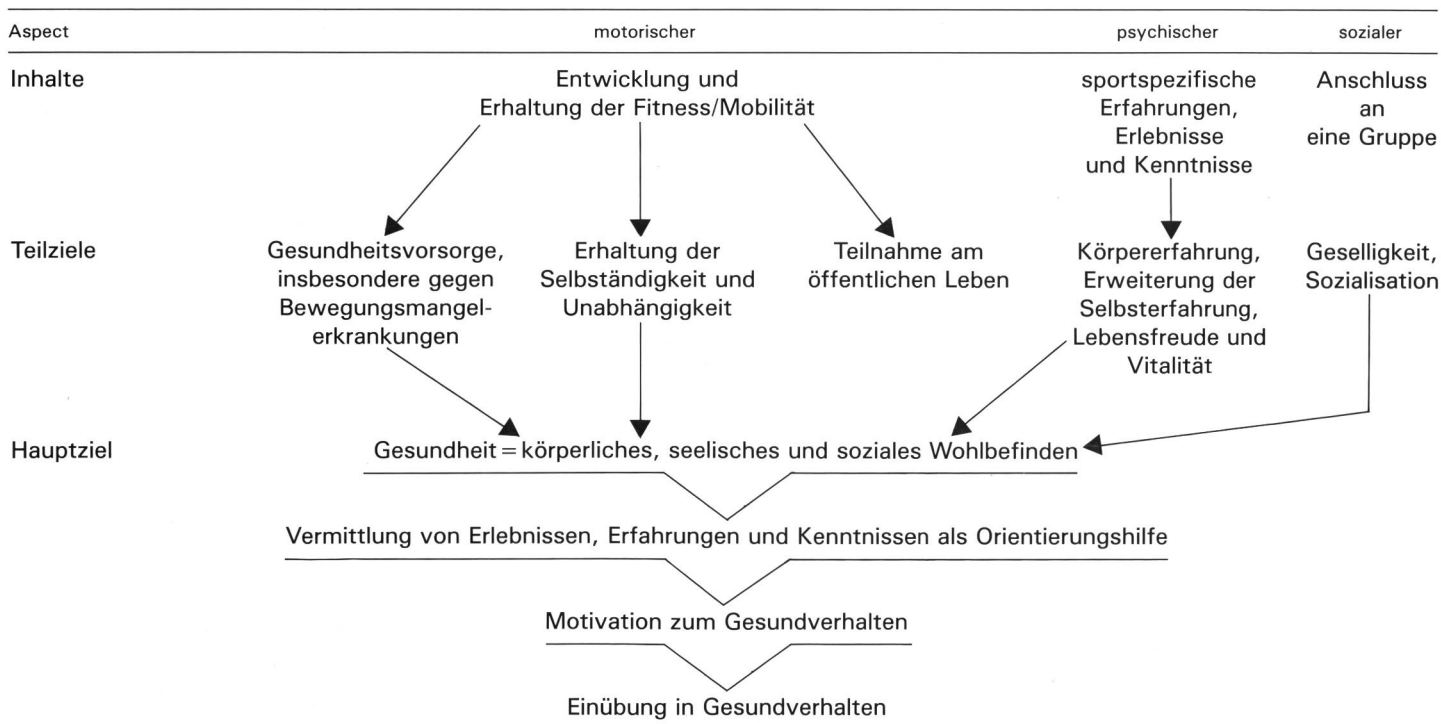 Aspect motorischer psychischer sozialer
Inhalte
Entwicklung und
Erhaltung der Fitness/Mobilität
sportspezifische
Erfahrungen,
Erlebnisse
und Kenntnisse
Anschluss
an
eine Gruppe
Teilziele
Gesundheitsvorsorge,
insbesondere gegen
Bewegungsmangel-
erkrankungen
Erhaltung der
Selbständigkeit und
Unabhängigkeit
Teilnahme am
öffentlichen Leben
Körpererfahrung,
Erweiterung der
Selbsterfahrung,
Lebensfreude und
Vitalität
Geselligkeit,
Sozialisation
Hauptziel
Gesundheit=körperliches, seelisches und soziales Wohlbefinden
Vermittlung von Erlebnissen, Erfahrungen und Kenntnissen als Orientierungshilfe
Motivation zum Gesundverhalten
Einübung in Gesundverhalten